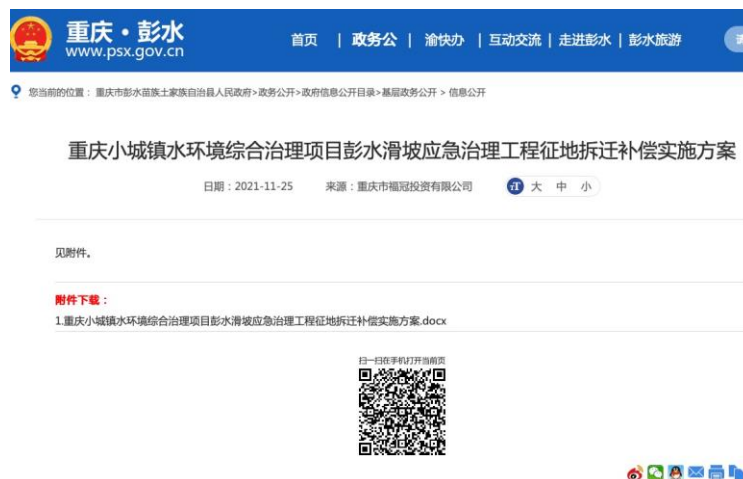 重庆·彭水
www.psx.gov.cn
首页 | 政务公 | 渝快办 | 互动交流 | 走进彭水 | 彭水旅游
您当前的位置： 重庆市彭水苗族土家族自治县人民政府>政务公开>政府信息公开目录>基层政务公开 > 信息公开
重庆小城镇水环境综合治理项目彭水滑坡应急治理工程征地拆迁补偿实施方案
日期：2021-11-25 来源：重庆市福冠投资有限公司 大 中 小
见附件。
附件下载：
1.重庆小城镇水环境综合治理项目彭水滑坡应急治理工程征地拆迁补偿实施方案.docx
扫一扫在手机打开当前页